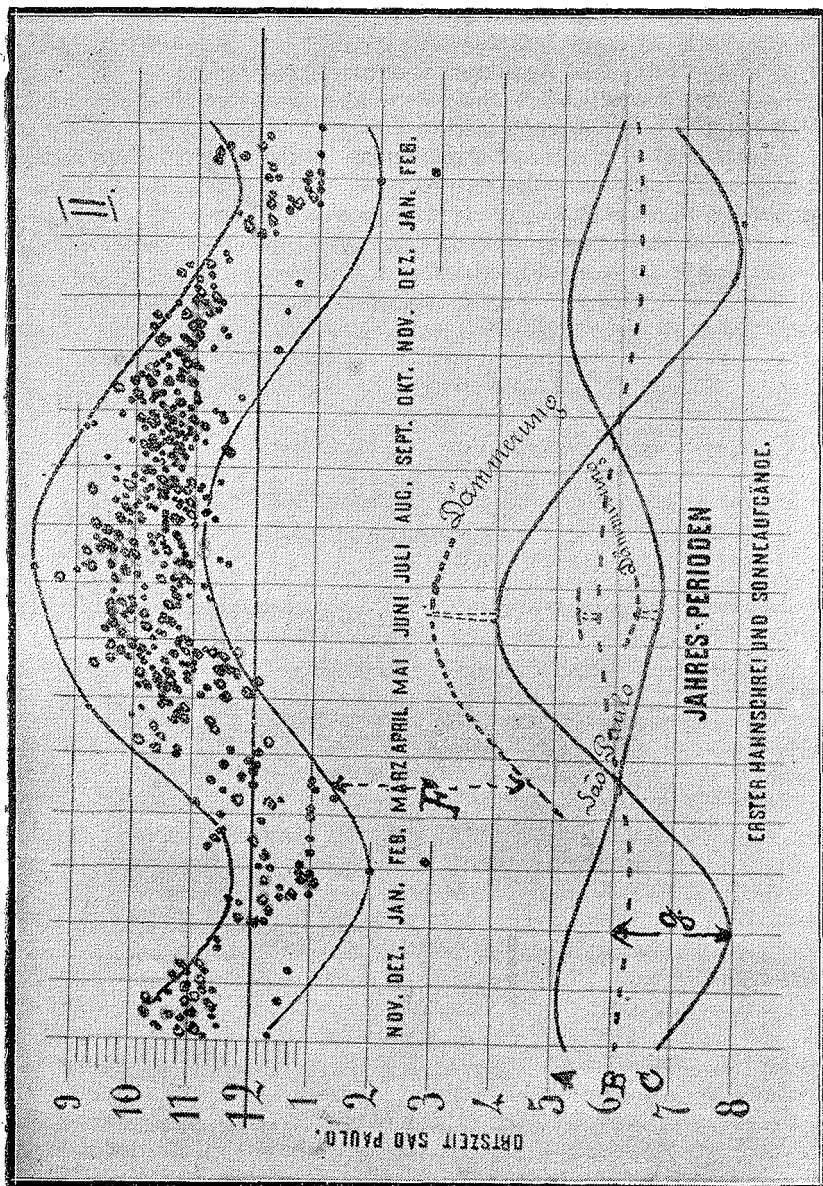 II.
9
10
11
12
1
2
3
4
5
6
7
8
ORTSZEIT SAO PAULO.
NOV. DEZ. JAN. FEB. MÄRZ APRIL MAI JUNI JULI AUG. SEPT. OKT. NOV. DEZ. JAN. FEB.
F
Dämmerung
Dämmerung
São Paulo
A
B
C
g
JAHRES-PERIODEN
ERSTER HAHNSCHREI UND SONNEAUFGÄNGE.